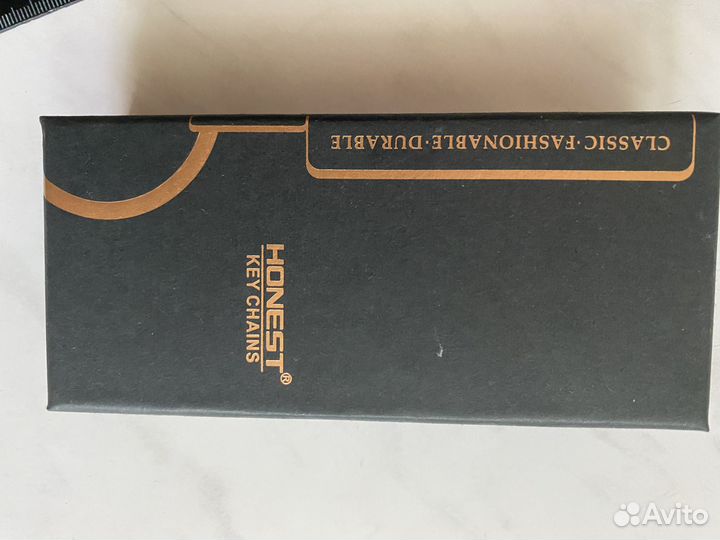 CLASSIC·FASHIONABLE·DURABLE
HONEST®
KEY CHAINS
Avito